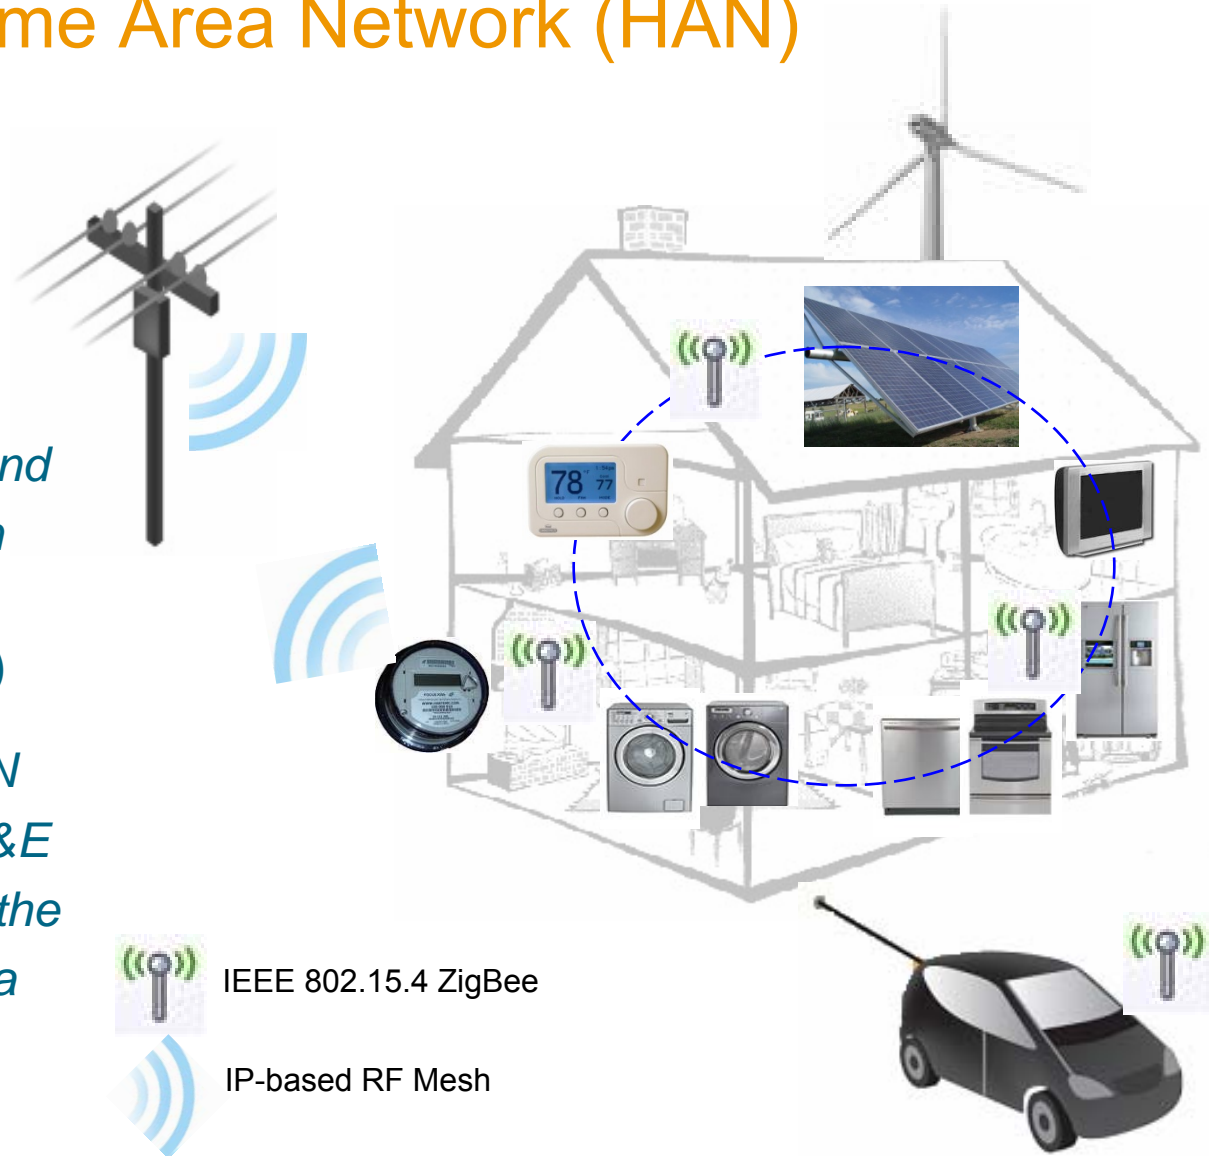 me Area Network (HAN)
nd
n
)
N
&E
the
a
78
77
IEEE 802.15.4 ZigBee
IP-based RF Mesh